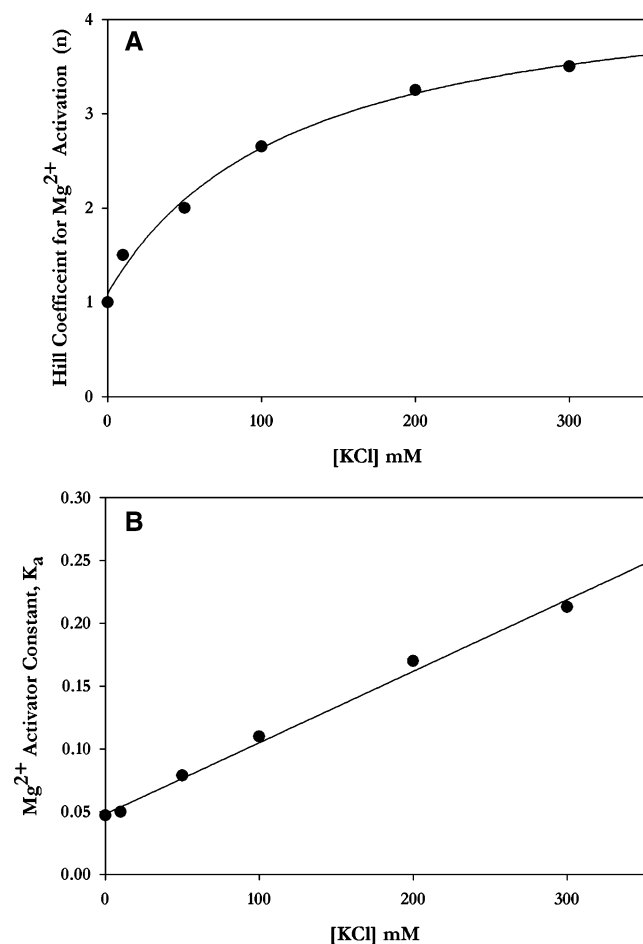 A
Hill Coefficeint for Mg2+ Activation (n)
4
3
2
1
0
0 100 200 300
[KCl] mM
B
Mg2+ Activator Constant, Ka
0.30
0.25
0.20
0.15
0.10
0.05
0.00
0 100 200 300
[KCl] mM